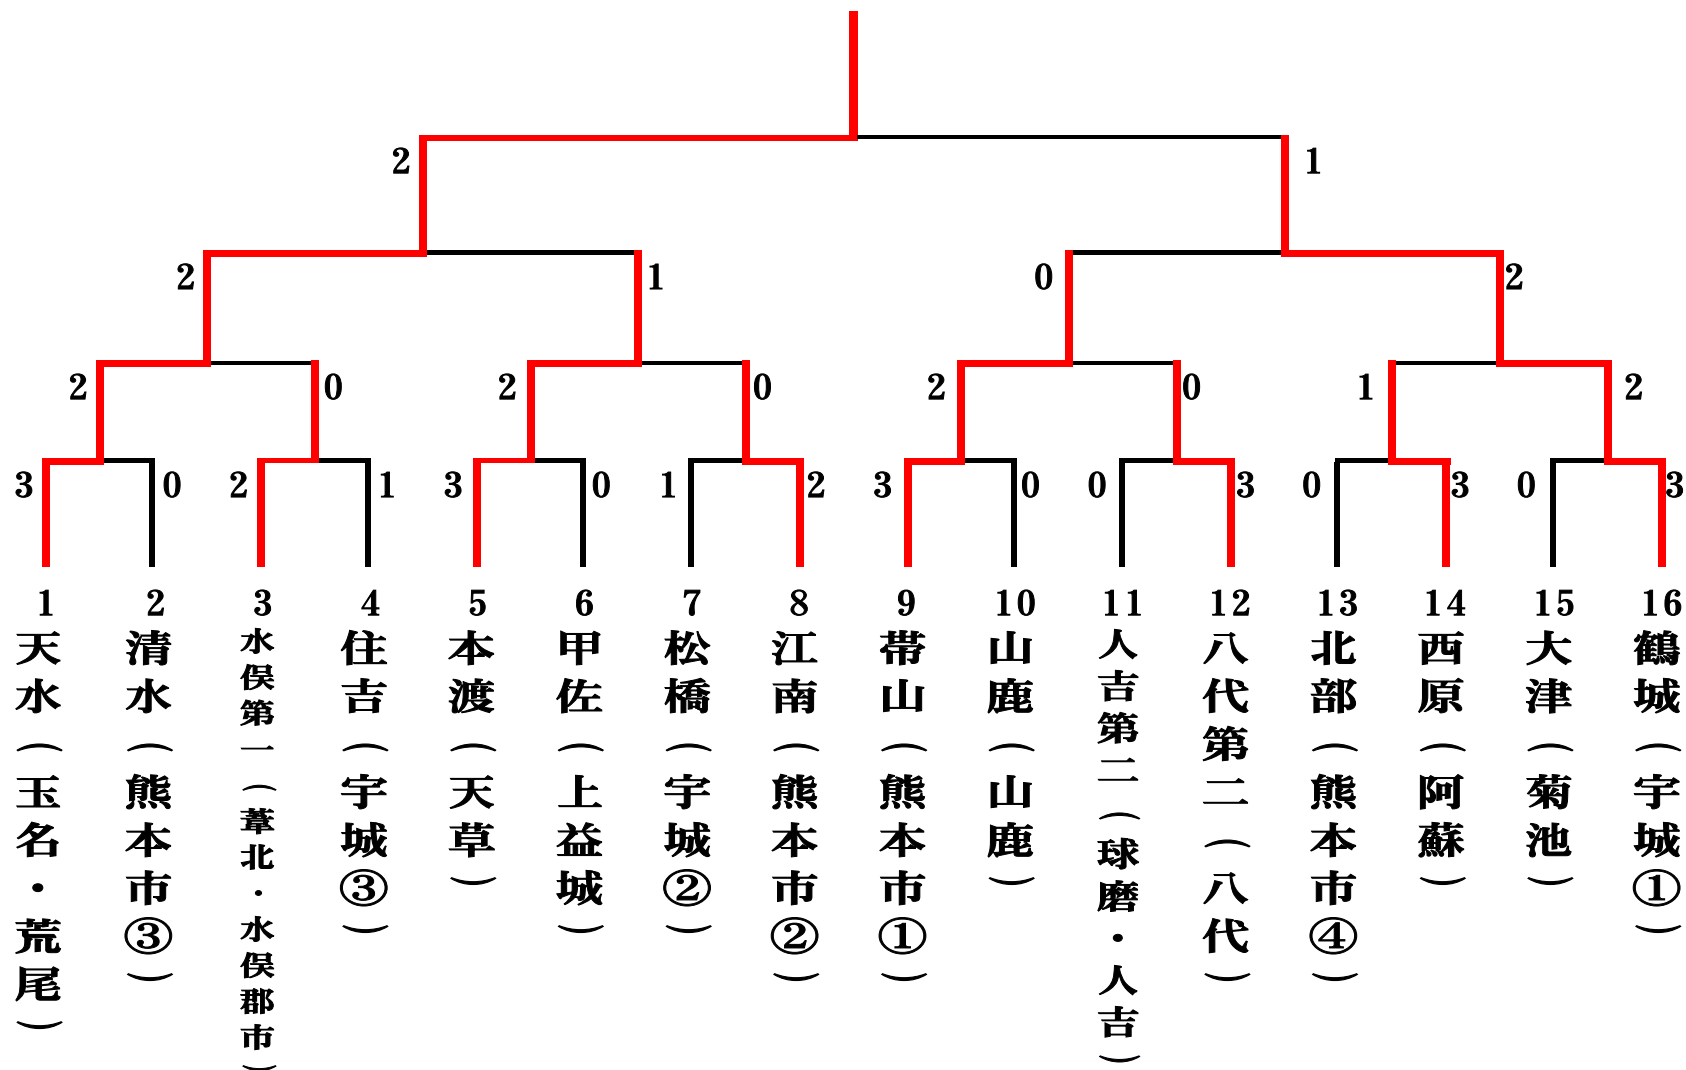 2 1
2 1 0 2
2 0 2 0 2 0 1 2
3 0 2 1 3 0 1 2 3 0 0 3 0 3 0 3
1 2 3 4 5 6 7 8 9 10 11 12 13 14 15 16
天水（玉名・荒尾）
清水（熊本市③）
水俣第一（葦北・水俣郡市）
住吉（宇城③）
本渡（天草）
甲佐（上益城）
松橋（宇城②）
江南（熊本市②）
帯山（熊本市①）
山鹿（山鹿）
人吉第二（球磨・人吉）
八代第二（八代）
北部（熊本市④）
西原（阿蘇）
大津（菊池）
鶴城（宇城①）